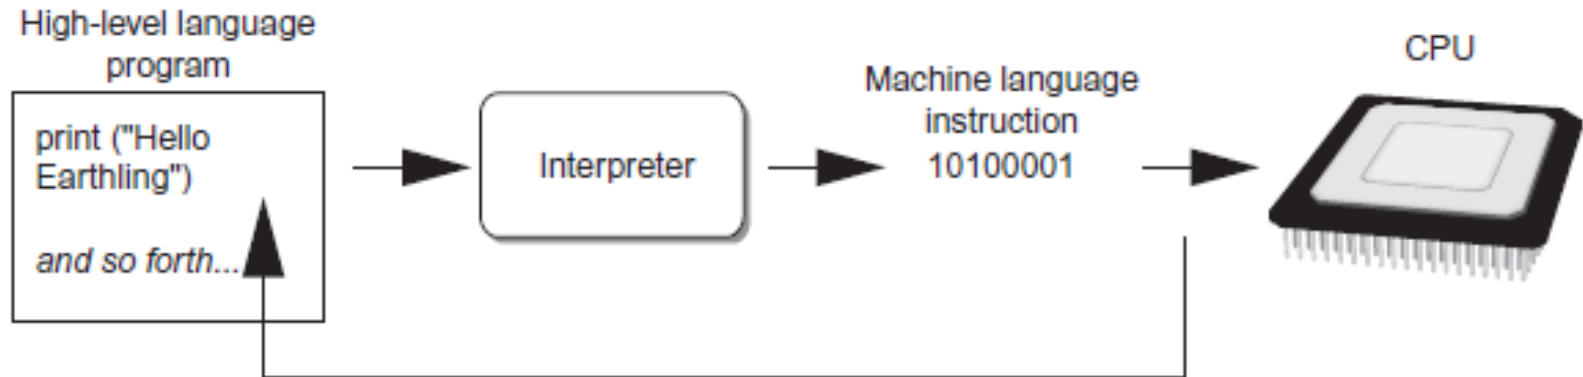 High-level language
program
print ("Hello
Earthling")
and so forth...
Interpreter
Machine language
instruction
10100001
CPU